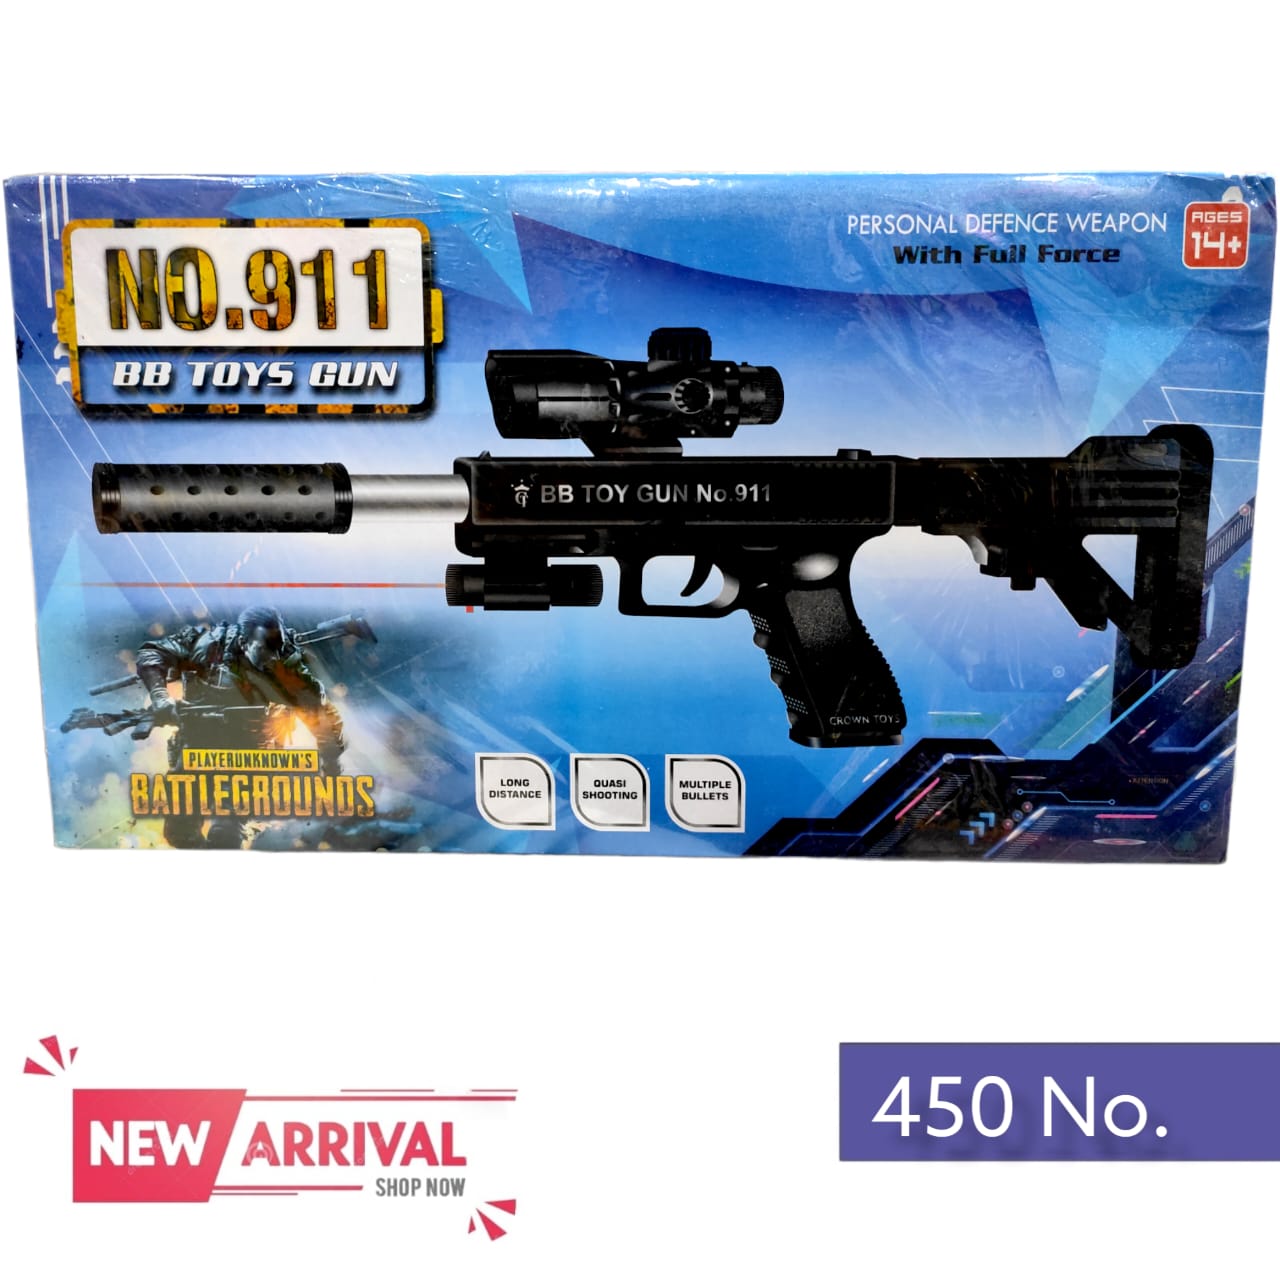 NO.911
BB TOYS GUN
PERSONAL DEFENCE WEAPON
With Full Force
AGES
14+
BB TOY GUN No.911
CROWN TOYS
PLAYERUNKNOWN'S
BATTLEGROUNDS
LONG
DISTANCE
QUASI
SHOOTING
MULTIPLE
BULLETS
ATTENTION
NEW ARRIVAL
SHOP NOW
450 No.